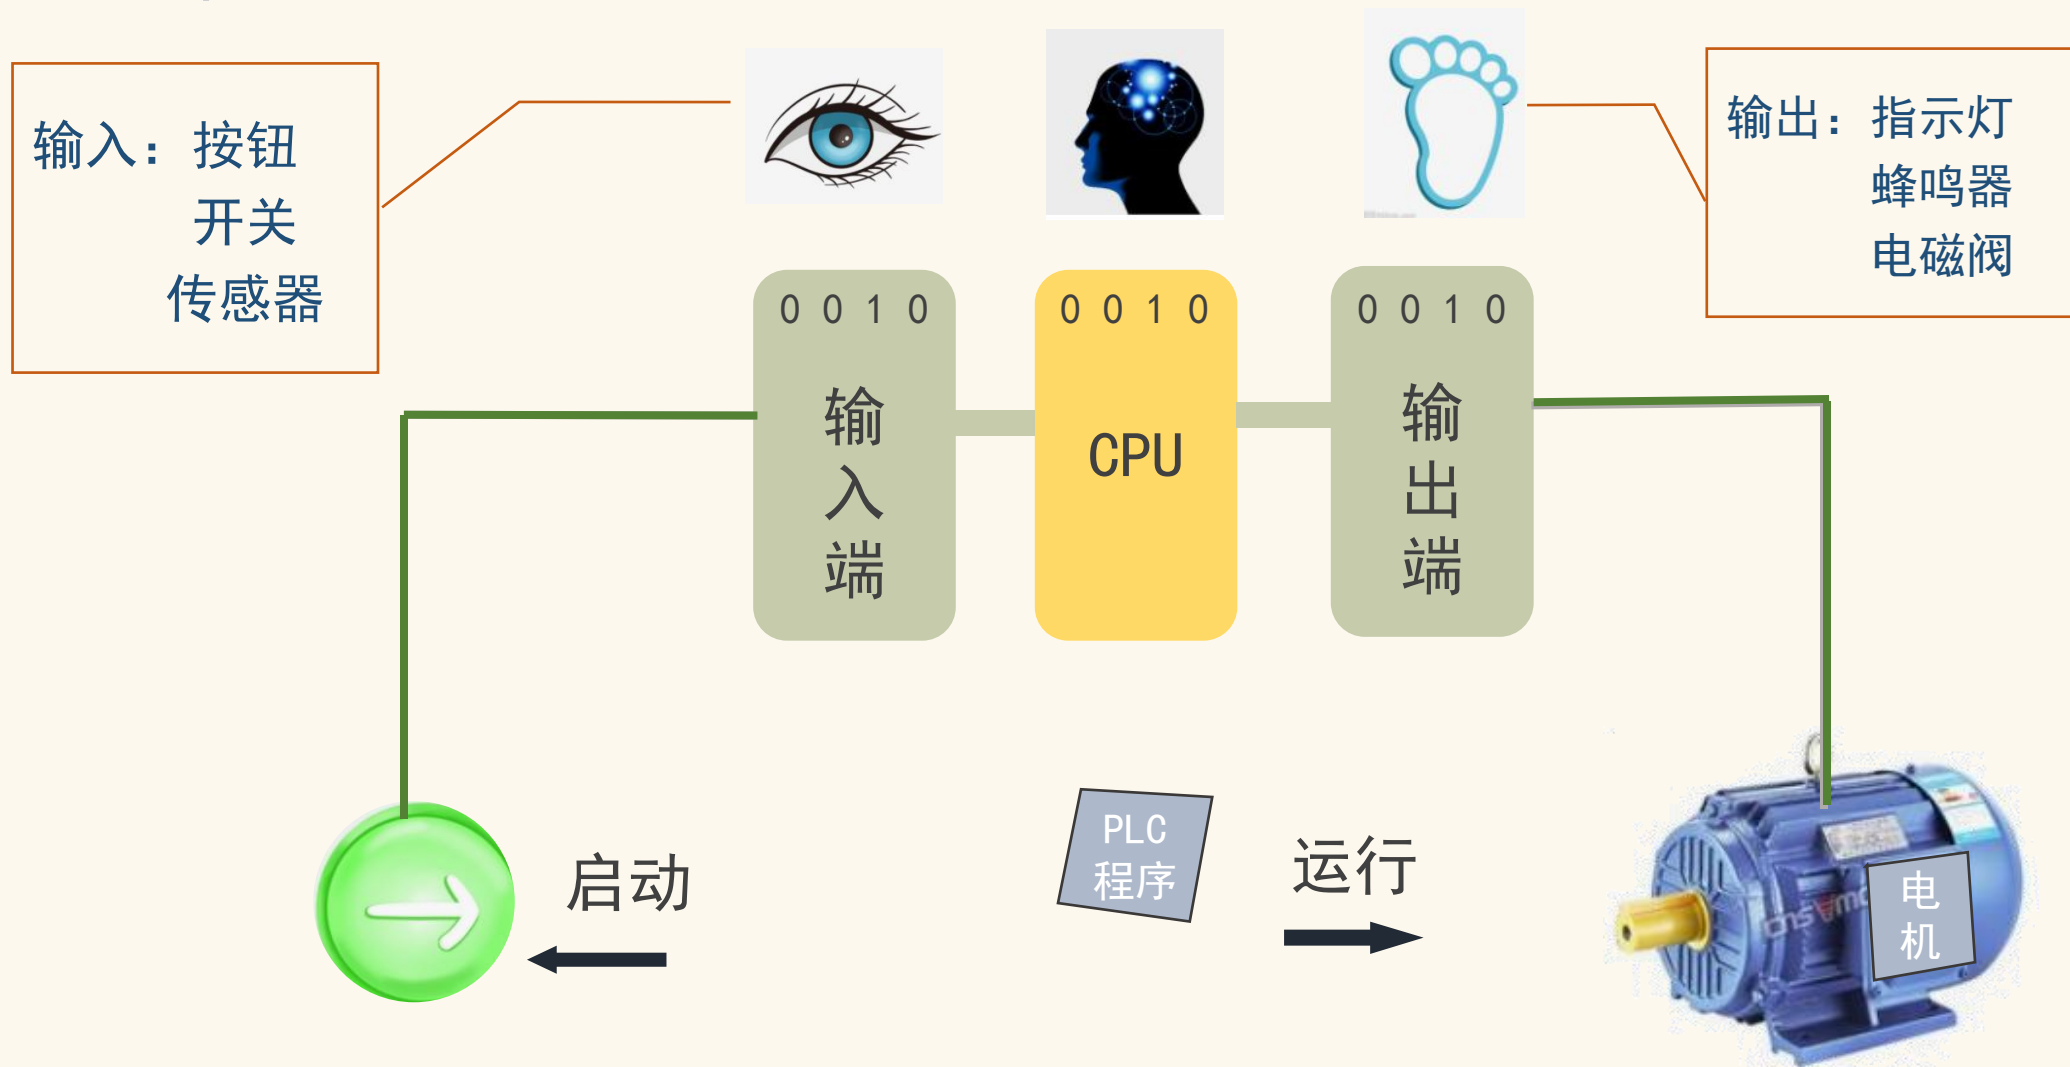 输入：按钮
开关
传感器
输出：指示灯
蜂鸣器
电磁阀
0 0 1 0
输
入
端
0 0 1 0
CPU
0 0 1 0
输
出
端
启动
PLC
程序
运行
电
机